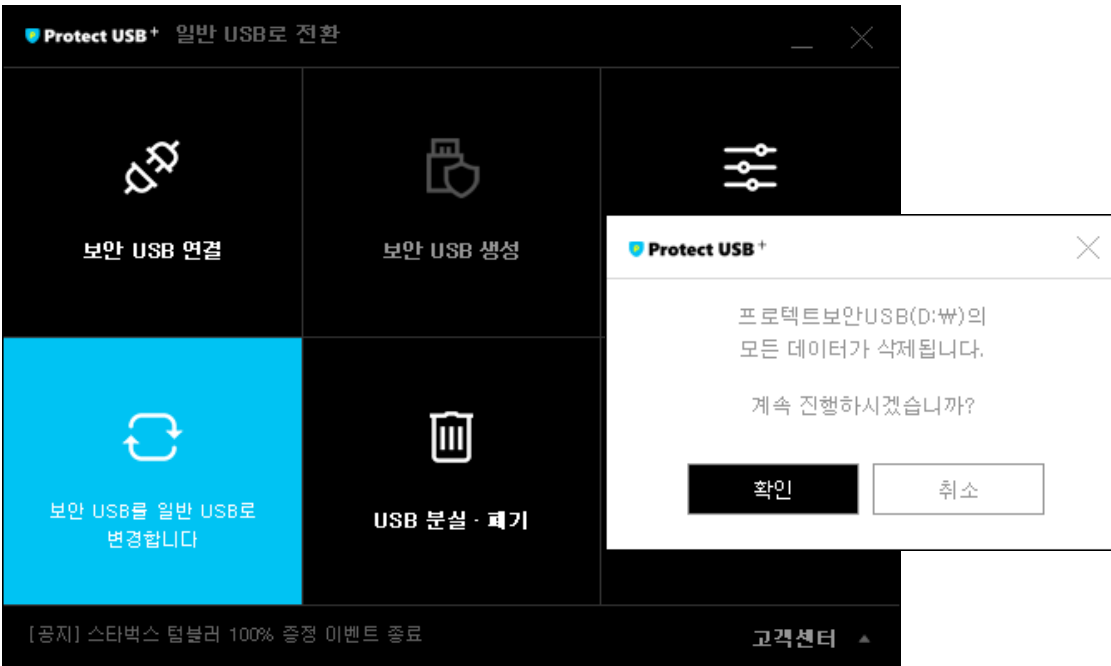 Protect USB+ 일반 USB로 전환
보안 USB 연결
보안 USB 생성
Protect USB+
프로텍트보안USB(D:₩)의
모든 데이터가 삭제됩니다.
계속 진행하시겠습니까?
확인
취소
보안 USB를 일반 USB로
변경합니다
USB 분실 · 폐기
[공지] 스타벅스 텀블러 100% 증정 이벤트 종료
고객센터